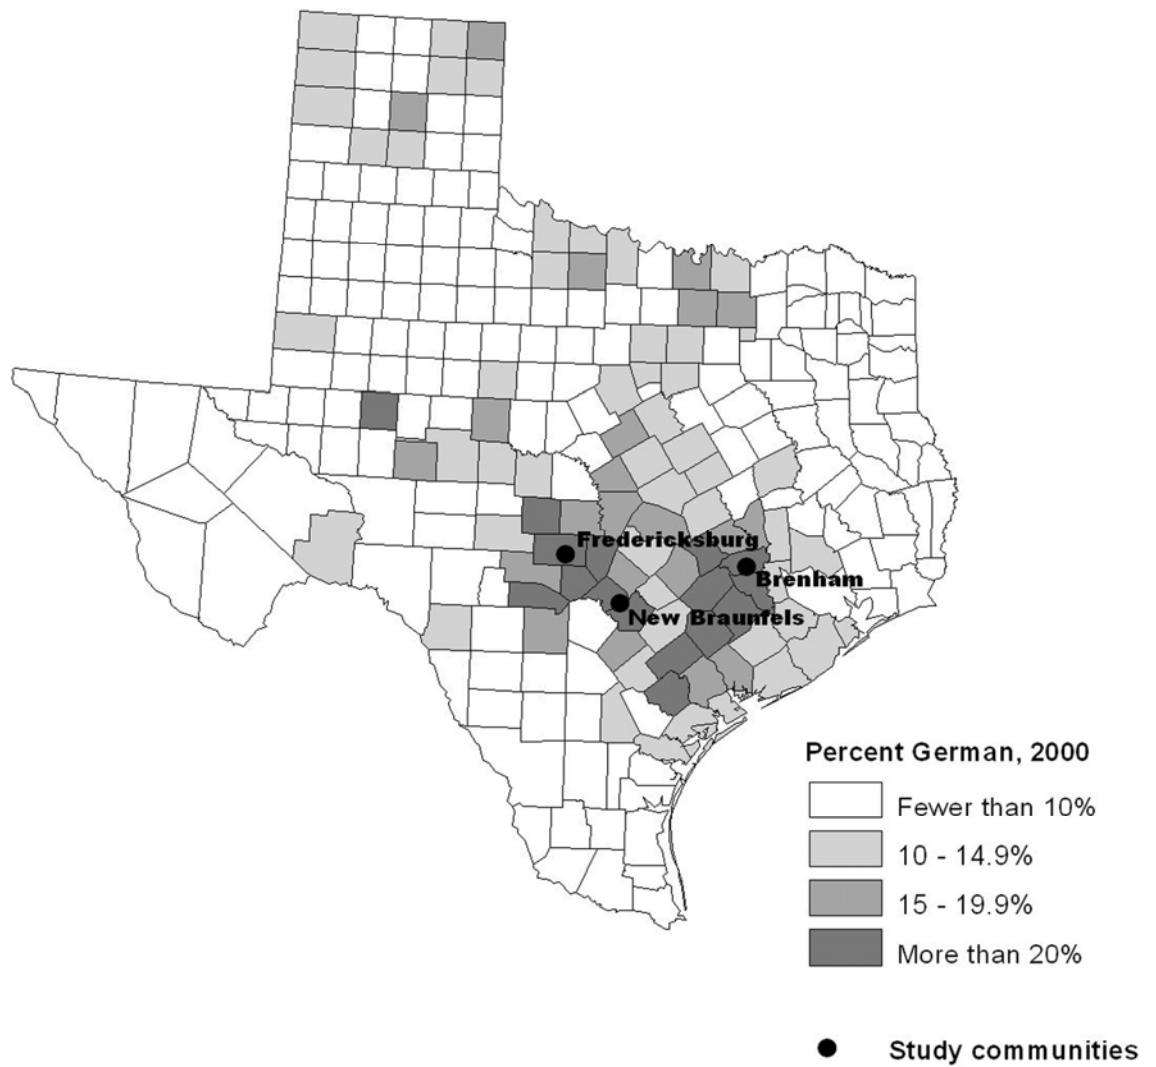 Fredericksburg
Brenham
New Braunfels
Percent German, 2000
Fewer than 10%
10 - 14.9%
15 - 19.9%
More than 20%
Study communities